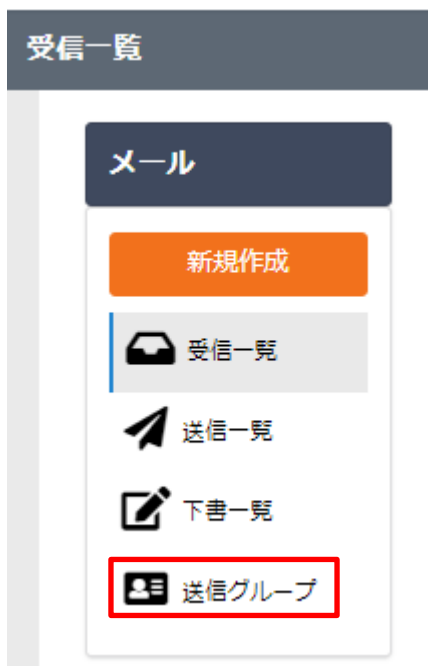 受信一覧
メール
新規作成
受信一覧
送信一覧
下書一覧
送信グループ